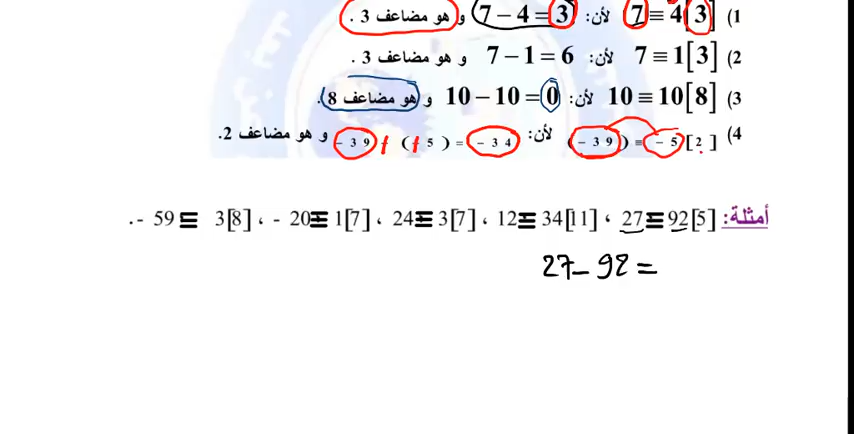 1) 7 ≡ 4[3] لأن: 7 − 4 = 3 و هو مضاعف 3 .
2) 7 ≡ 1[3] لأن: 7 − 1 = 6 و هو مضاعف 3 .
3) 10 ≡ 10[8] لأن: 10 − 10 = 0 و هو مضاعف 8.
4) (−39) ≡ −5[2] لأن: −39 + (+5) = −34 و هو مضاعف 2.
أمثلة: 27≡92[5] ، 12≡34[11] ، 24≡3[7] ، -20≡1[7] ، -59≡3[8] .
27 − 92 =